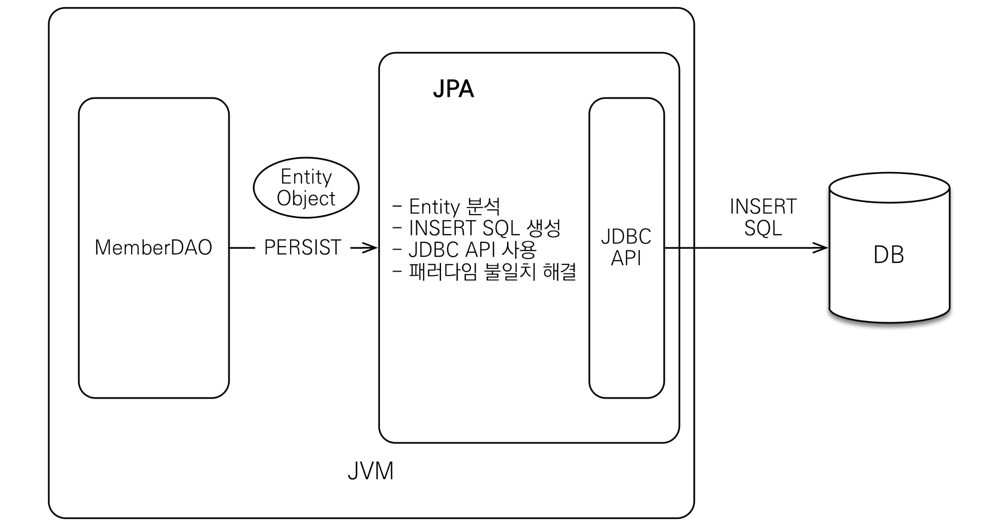 JPA
Entity
Object
MemberDAO
PERSIST
- Entity 분석
- INSERT SQL 생성
- JDBC API 사용
- 패러다임 불일치 해결
JDBC
API
INSERT
SQL
DB
JVM